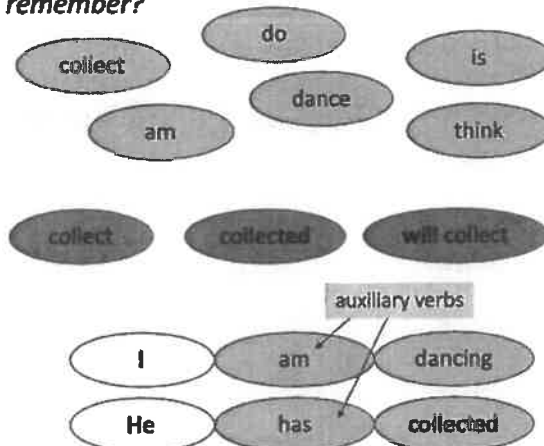 remember?
do
collect
is
dance
am
think
collect collected will collect
auxiliary verbs
I am dancing
He has collected